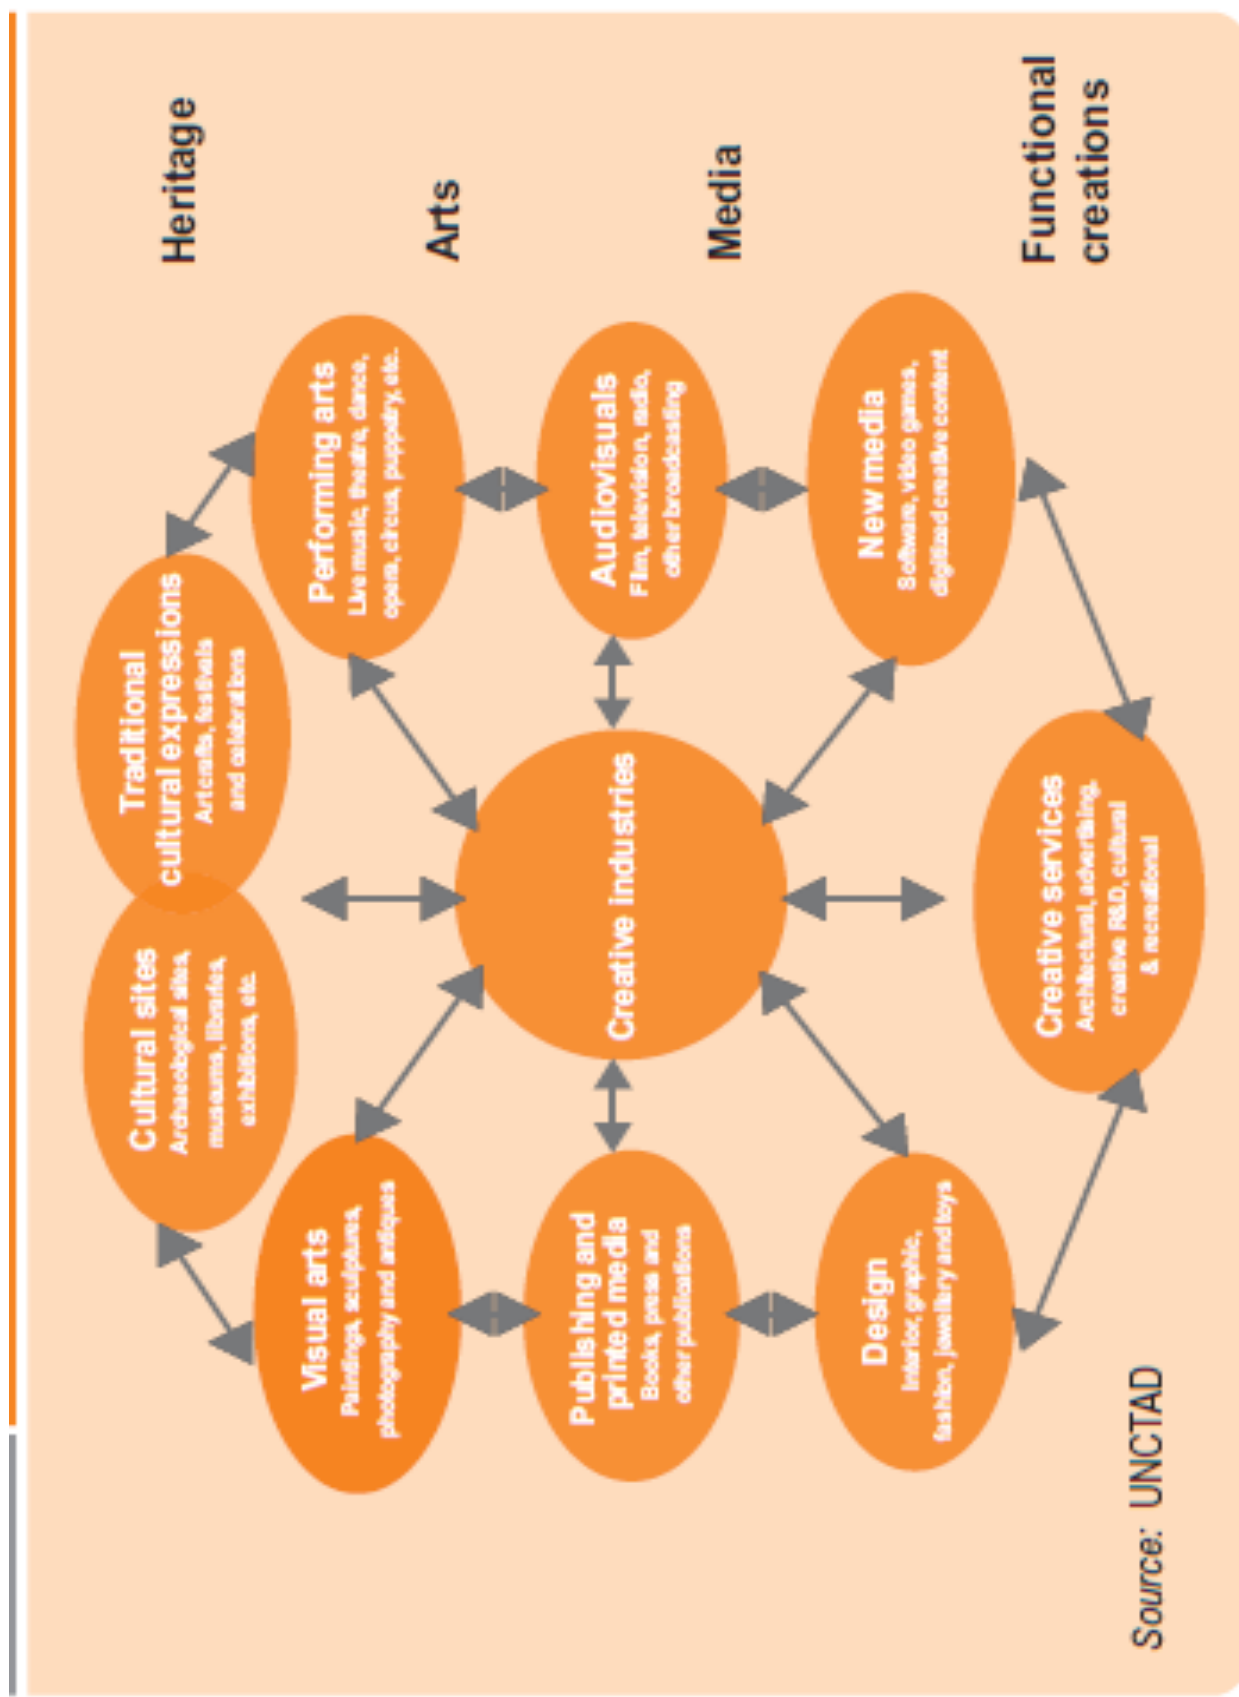 Heritage
Cultural sites
Archaeological sites,
museums, libraries,
exhibitions, etc.
Traditional
cultural expressions
Art crafts, festivals
and celebrations
Arts
Visual arts
Paintings, sculptures,
photography and antiques
Performing arts
Live music, theatre, dance,
opera, circus, puppetry, etc.
Media
Publishing and
printed media
Books, press and
other publications
Creative industries
Audiovisuals
Film, television, radio,
other broadcasting
Functional
creations
Design
Interior, graphic,
fashion, jewellery and toys
New media
Software, video games,
digitized creative content
Creative services
Architectural, advertising,
creative R&D, cultural
& recreational
Source: UNCTAD